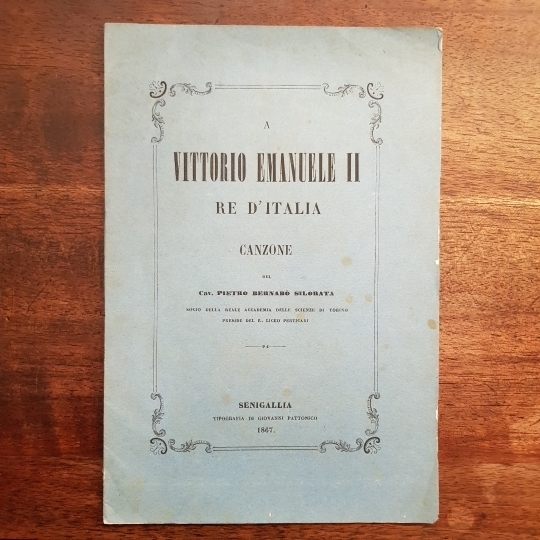 A
VITTORIO EMANUELE II
RE D'ITALIA
CANZONE
DEL
CAV. PIETRO BERNABÒ SILORATA
SOCIO DELLA REALE ACCADEMIA DELLE SCIENZE DI TORINO
PRESIDE DEL R. LICEO PERTICARI
SENIGALLIA
TIPOGRAFIA DI GIOVANNI PATTONICO
1867.